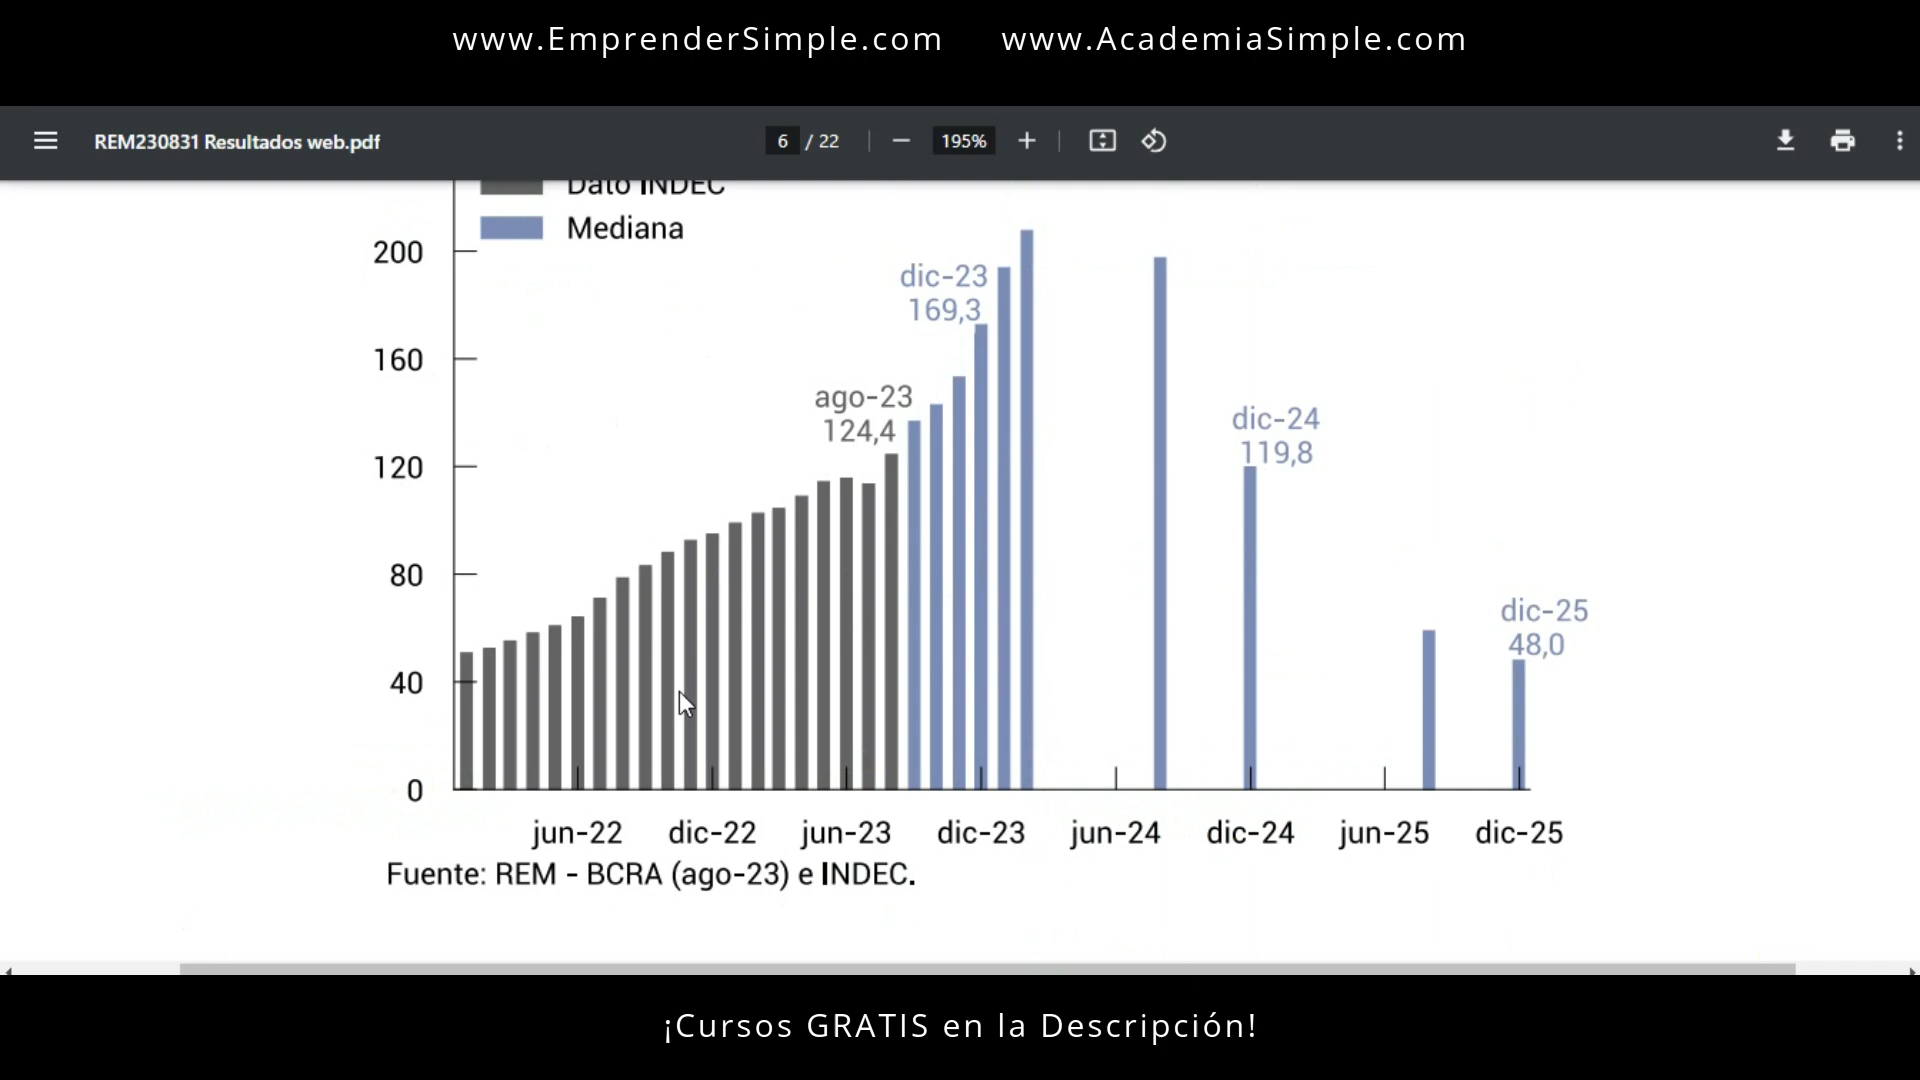 www.EmprenderSimple.com www.AcademiaSimple.com
REM230831 Resultados web.pdf 6 / 22 195%
Dato INDEC
Mediana
200
160
120
80
40
0
dic-23
169,3
ago-23
124,4
dic-24
119,8
dic-25
48,0
jun-22 dic-22 jun-23 dic-23 jun-24 dic-24 jun-25 dic-25
Fuente: REM - BCRA (ago-23) e INDEC.
¡Cursos GRATIS en la Descripción!